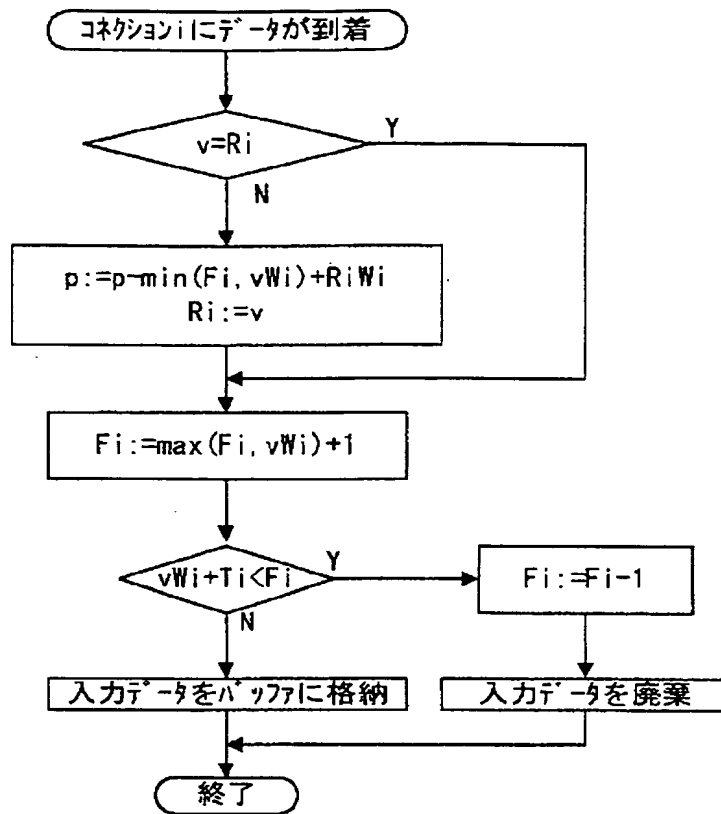 コネクションiにデータが到着
v=Ri
Y
N
p:=p-min(Fi,vWi)+RiWi
Ri:=v
Fi:=max(Fi,vWi)+1
vWi+Ti<Fi
Y
Fi:=Fi-1
N
入力データをバッファに格納
入力データを廃棄
終了